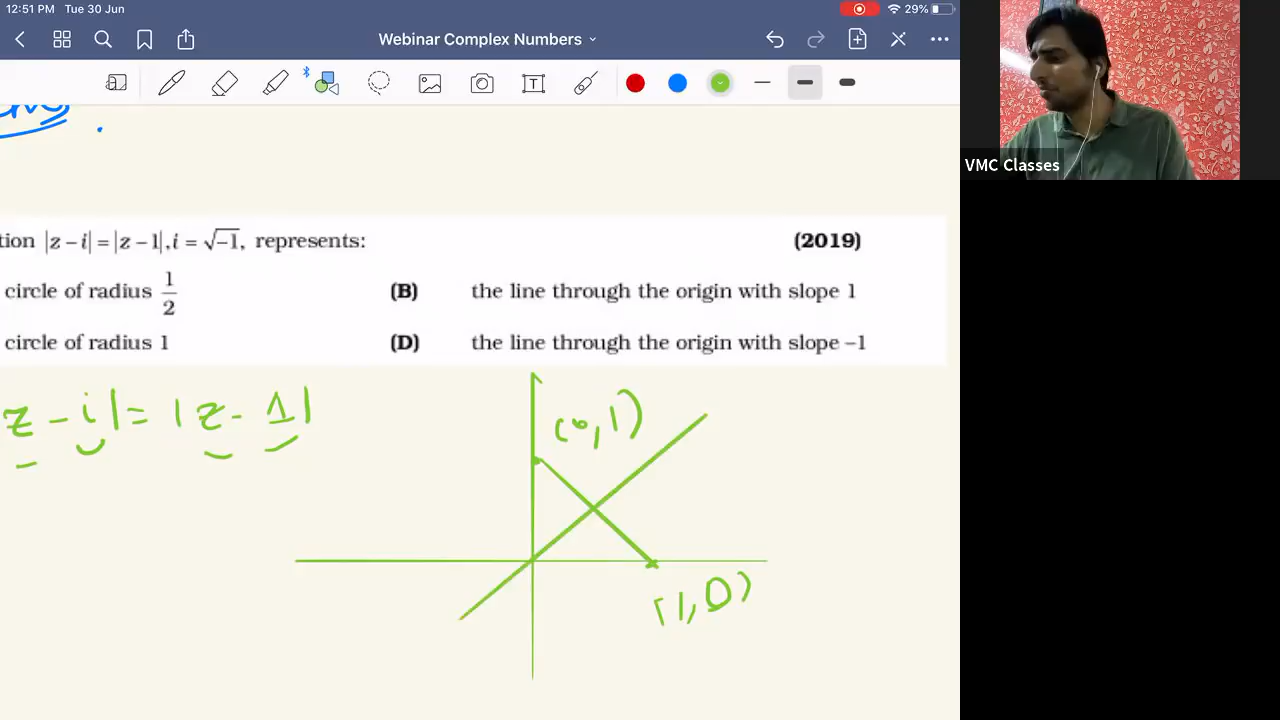 12:51 PM Tue 30 Jun
29%
Webinar Complex Numbers
T
VMC Classes
tion |z – i| = |z – 1|, i = √–1, represents: (2019)
circle of radius 1/2 (B) the line through the origin with slope 1
circle of radius 1 (D) the line through the origin with slope –1
z - i| = |z - 1|
(0,1)
(1,0)